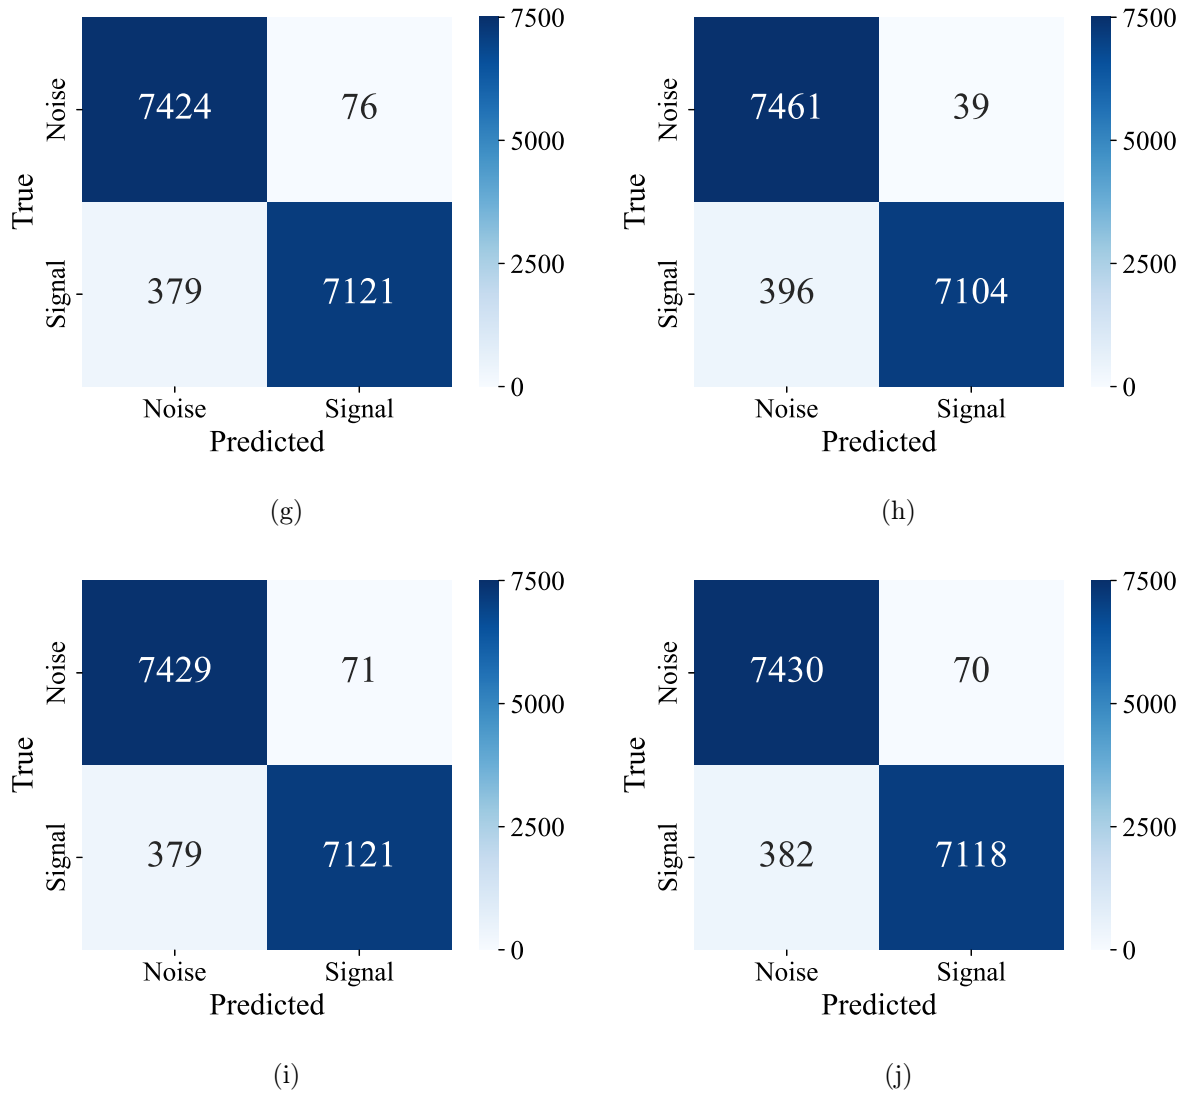 7500
5000
2500
0
True
Noise
Signal
7424 76
379 7121
Noise Signal
Predicted
(g)
7500
5000
2500
0
True
Noise
Signal
7461 39
396 7104
Noise Signal
Predicted
(h)
7500
5000
2500
0
True
Noise
Signal
7429 71
379 7121
Noise Signal
Predicted
(i)
7500
5000
2500
0
True
Noise
Signal
7430 70
382 7118
Noise Signal
Predicted
(j)